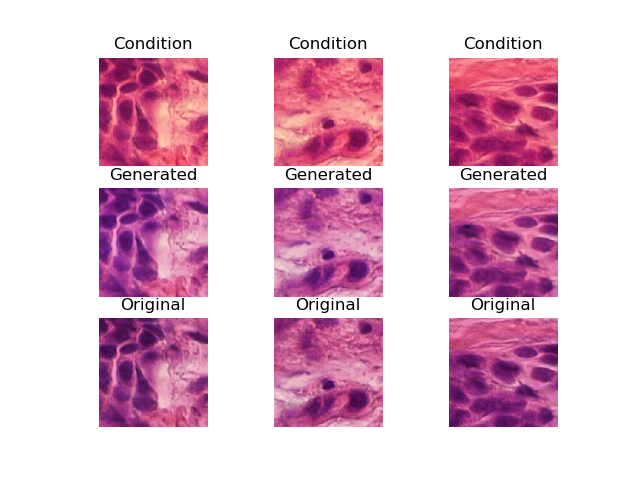 Condition Condition Condition
Generated Generated Generated
Original Original Original